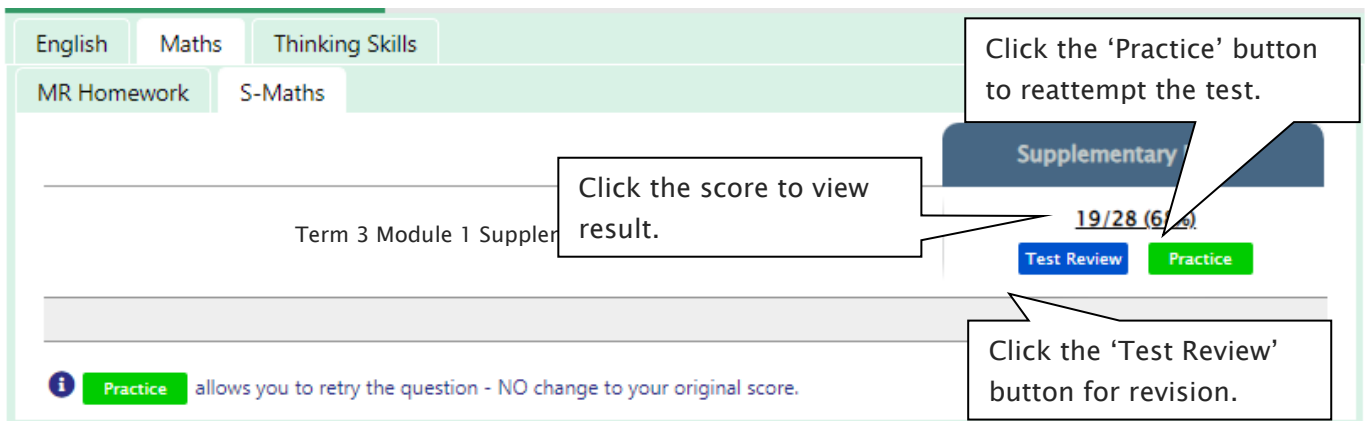 English Maths Thinking Skills
Click the ‘Practice’ button
to reattempt the test.
MR Homework S-Maths
Supplementary
Click the score to view
result.
Term 3 Module 1
19/28 (68%)
Test Review Practice
Click the ‘Test Review’
button for revision.
Practice allows you to retry the question - NO change to your original score.